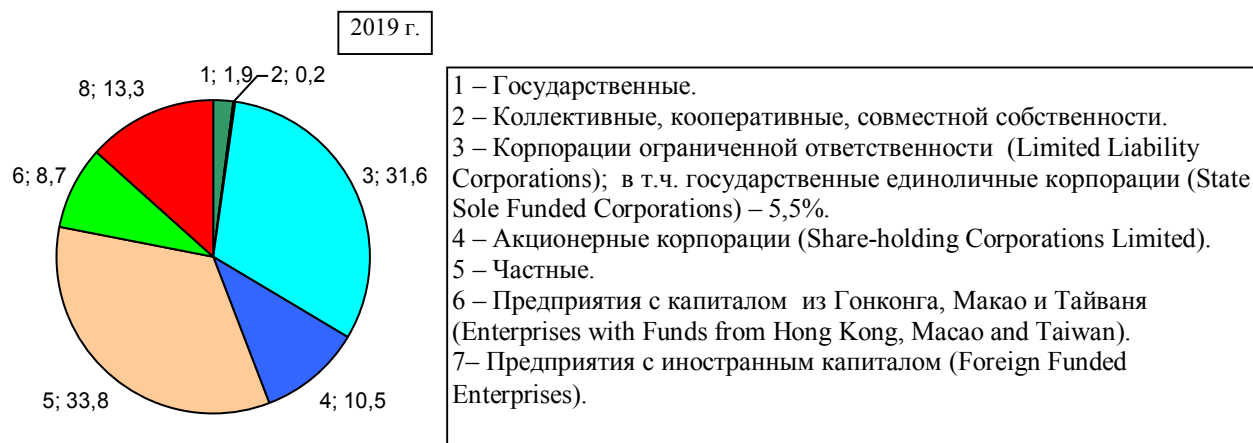 2019 г.
1; 1,9
2; 0,2
8; 13,3
6; 8,7
3; 31,6
5; 33,8
4; 10,5
1 – Государственные.
2 – Коллективные, кооперативные, совместной собственности.
3 – Корпорации ограниченной ответственности (Limited Liability
Corporations); в т.ч. государственные единоличные корпорации (State
Sole Funded Corporations) – 5,5%.
4 – Акционерные корпорации (Share-holding Corporations Limited).
5 – Частные.
6 – Предприятия с капиталом из Гонконга, Макао и Тайваня
(Enterprises with Funds from Hong Kong, Macao and Taiwan).
7– Предприятия с иностранным капиталом (Foreign Funded
Enterprises).